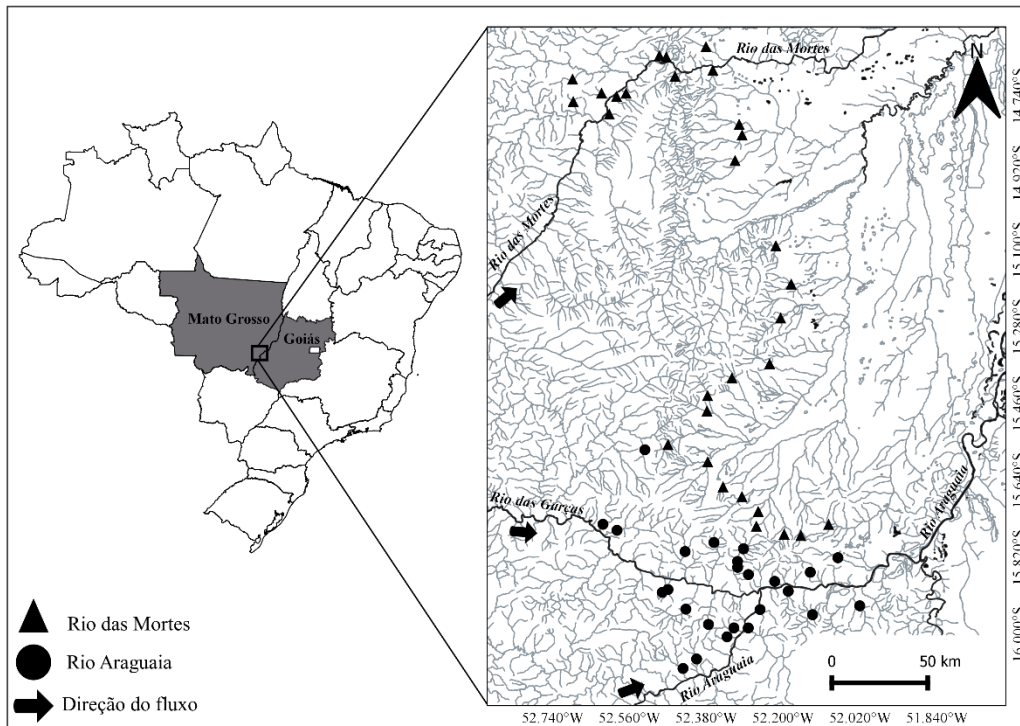 Mato Grosso
Goiás
Rio das Mortes
Rio Araguaia
Direção do fluxo
Rio das Mortes
N
Rio das Mortes
Rio das Garças
Rio Araguaia
Rio Araguaia
0 50 km
14.740°S
14.920°S
15.100°S
15.280°S
15.460°S
15.640°S
15.820°S
16.000°S
52.740°W 52.560°W 52.380°W 52.200°W 52.020°W 51.840°W